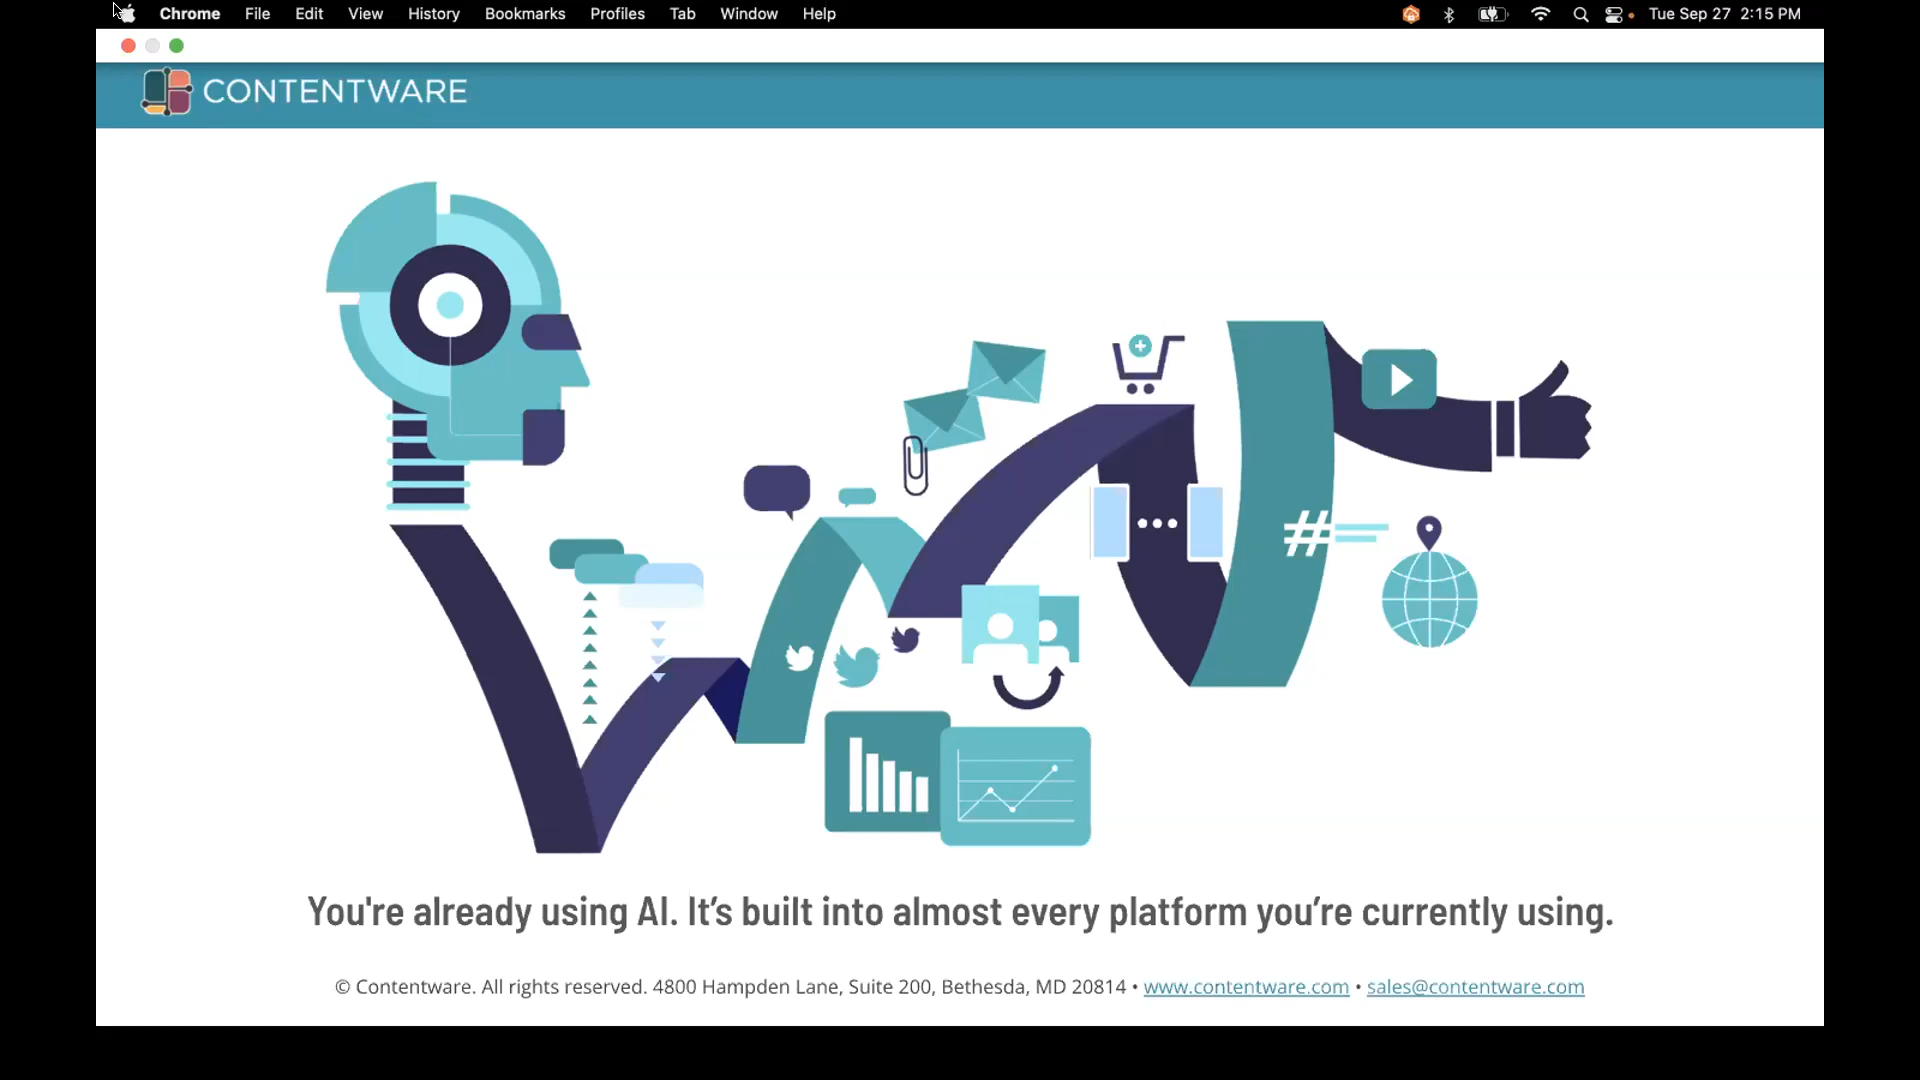 Chrome File Edit View History Bookmarks Profiles Tab Window Help Tue Sep 27 2:15 PM
CONTENTWARE
#
You're already using AI. It’s built into almost every platform you’re currently using.
© Contentware. All rights reserved. 4800 Hampden Lane, Suite 200, Bethesda, MD 20814 • www.contentware.com • sales@contentware.com